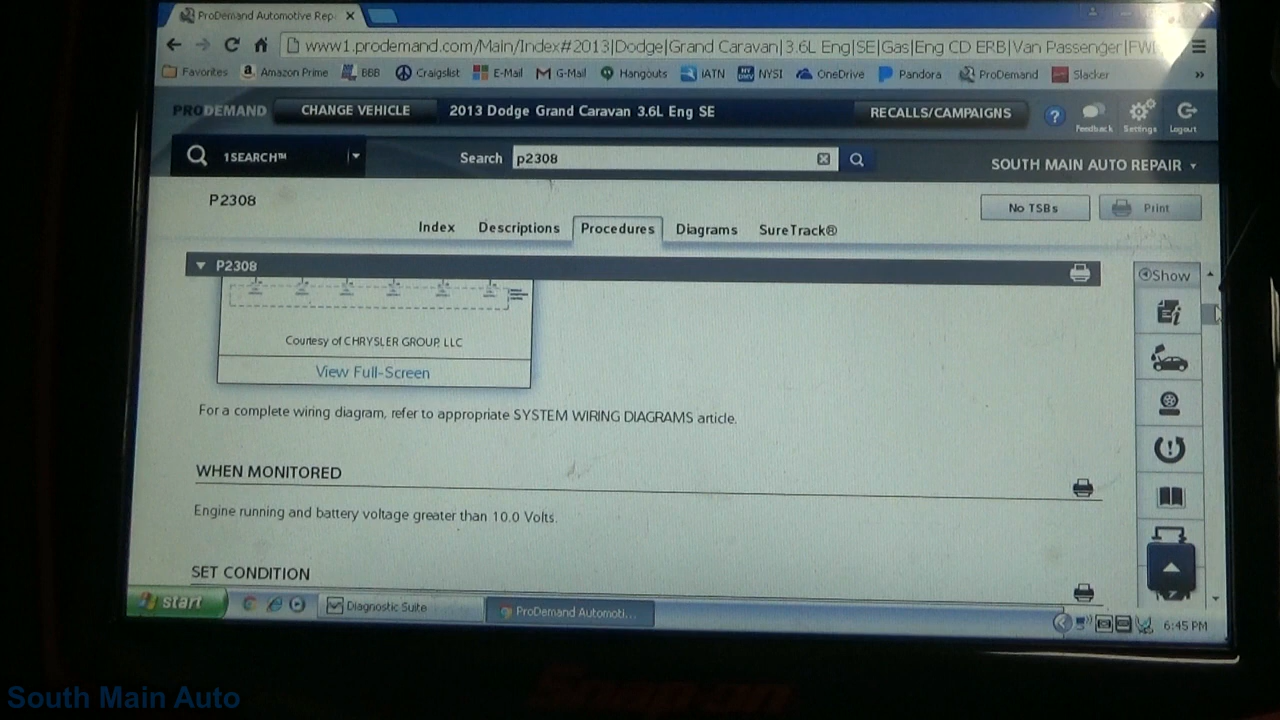 ProDemand Automotive Rep
www1.prodemand.com/Main/Index#2013|Dodge|Grand Caravan|3.6L Eng|SE|Gas|Eng CD ERB|Van Passenger|FW
Favorites Amazon Prime BBB Craigslist E-Mail G-Mail Hangouts iATN NYSI OneDrive Pandora ProDemand Slacker »
PRODEMAND CHANGE VEHICLE 2013 Dodge Grand Caravan 3.6L Eng SE RECALLS/CAMPAIGNS ? Feedback Settings Logout
1SEARCH™ Search p2308 SOUTH MAIN AUTO REPAIR
P2308 No TSBs Print
Index Descriptions Procedures Diagrams SureTrack®
P2308 Show
Courtesy of CHRYSLER GROUP, LLC
View Full-Screen
For a complete wiring diagram, refer to appropriate SYSTEM WIRING DIAGRAMS article.
WHEN MONITORED
Engine running and battery voltage greater than 10.0 Volts.
SET CONDITION
start Diagnostic Suite ProDemand Automoti... 6:45 PM
Snap-on
South Main Auto